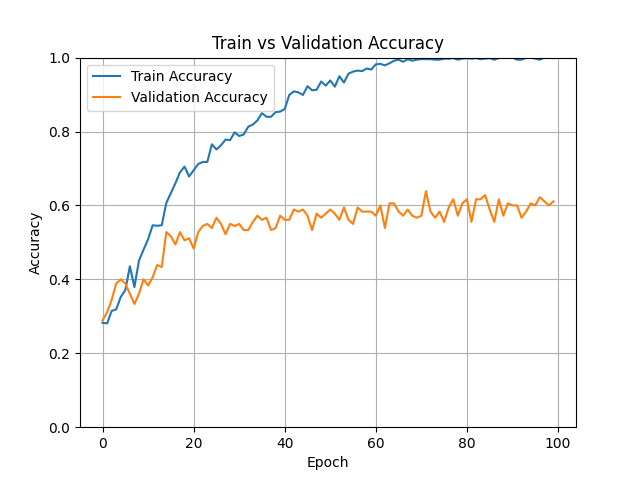 Train vs Validation Accuracy
Train Accuracy
Validation Accuracy
1.0
0.8
0.6
0.4
0.2
0.0
Accuracy
0 20 40 60 80 100
Epoch